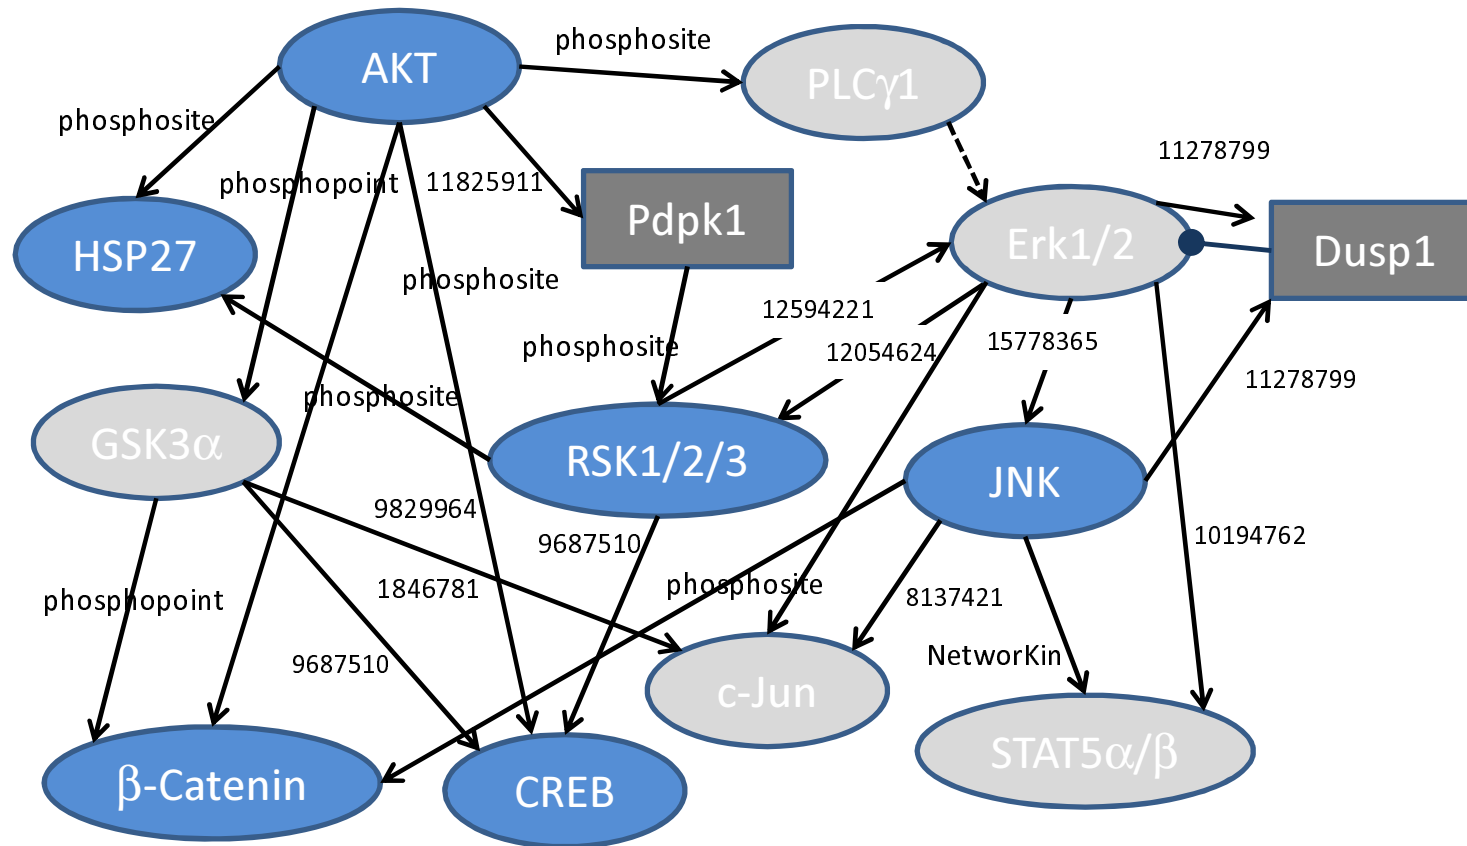 phosphosite
AKT
PLCγ1
phosphosite
11278799
phosphopoint
11825911
Pdpk1
HSP27
Erk1/2
Dusp1
phosphosite
12594221
phosphosite
12054624
15778365
11278799
phosphosite
GSK3α
RSK1/2/3
JNK
9829964
9687510
10194762
phosphosite
1846781
8137421
phosphopoint
9687510
NetworKin
c-Jun
STAT5α/β
β-Catenin
CREB